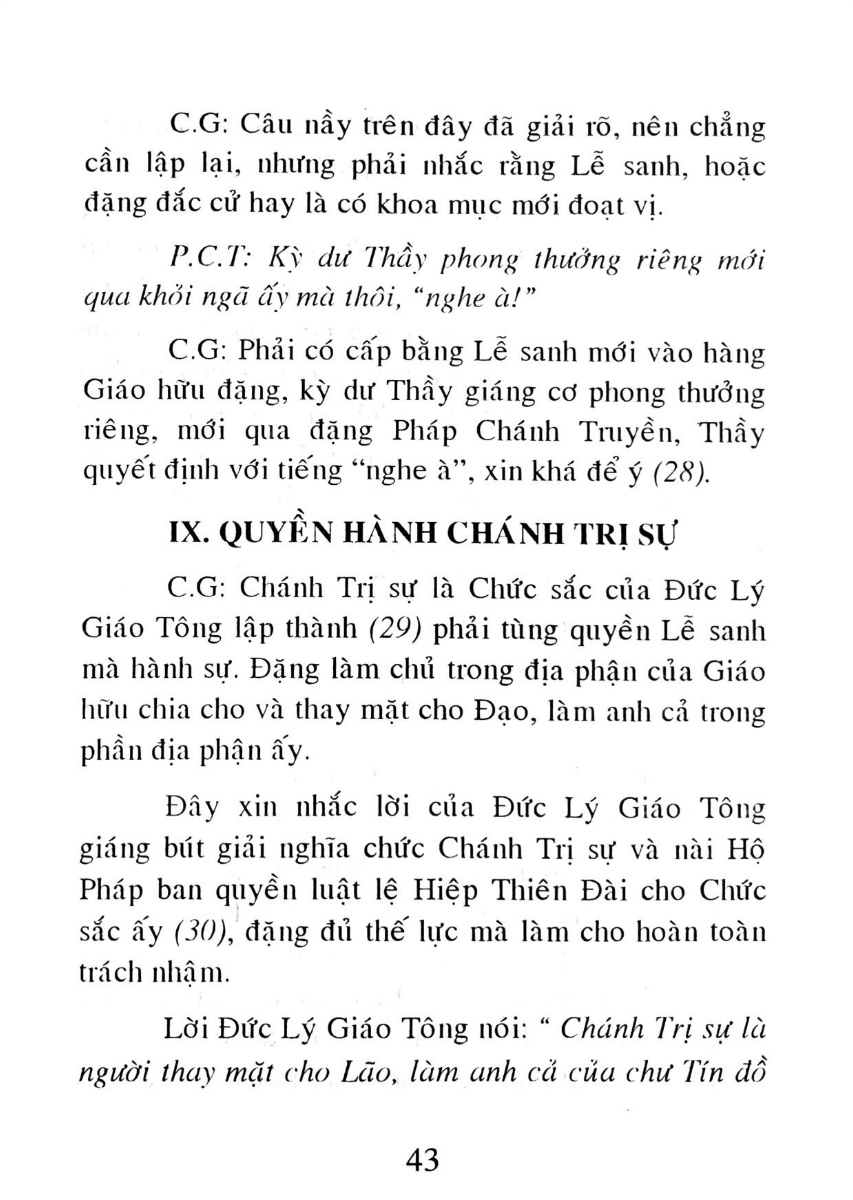 C.G: Câu nầy trên đây đã giải rõ, nên chẳng
cần lập lại, nhưng phải nhắc rằng Lễ sanh, hoặc
đặng đắc cử hay là có khoa mục mới đoạt vị.
P.C.T: Kỳ dư Thầy phong thưởng riêng mới
qua khỏi ngã ấy mà thôi, “nghe à!”
C.G: Phải có cấp bằng Lễ sanh mới vào hàng
Giáo hữu đặng, kỳ dư Thầy giáng cơ phong thưởng
riêng, mới qua đặng Pháp Chánh Truyền, Thầy
quyết định với tiếng “nghe à”, xin khá để ý (28).
IX. QUYỀN HÀNH CHÁNH TRỊ SỰ
C.G: Chánh Trị sự là Chức sắc của Đức Lý
Giáo Tông lập thành (29) phải tùng quyền Lễ sanh
mà hành sự. Đặng làm chủ trong địa phận của Giáo
hữu chia cho và thay mặt cho Đạo, làm anh cả trong
phần địa phận ấy.
Đây xin nhắc lời của Đức Lý Giáo Tông
giáng bút giải nghĩa chức Chánh Trị sự và nài Hộ
Pháp ban quyền luật lệ Hiệp Thiên Đài cho Chức
sắc ấy (30), đặng đủ thế lực mà làm cho hoàn toàn
trách nhậm.
Lời Đức Lý Giáo Tông nói: “ Chánh Trị sự là
người thay mặt cho Lão, làm anh cả của chư Tín đồ
43